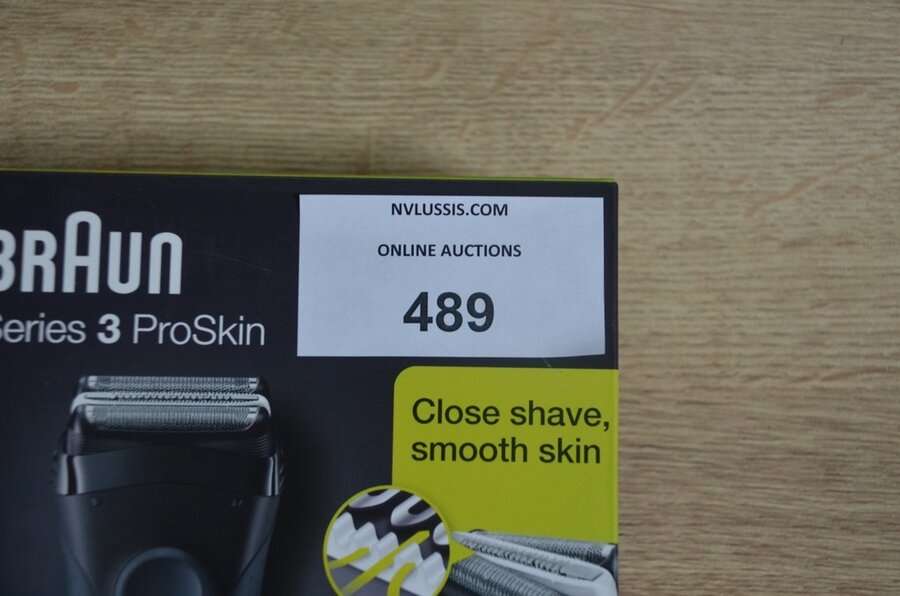 NVLUSSIS.COM
ONLINE AUCTIONS
489
BRAUN
Series 3 ProSkin
Close shave,
smooth skin